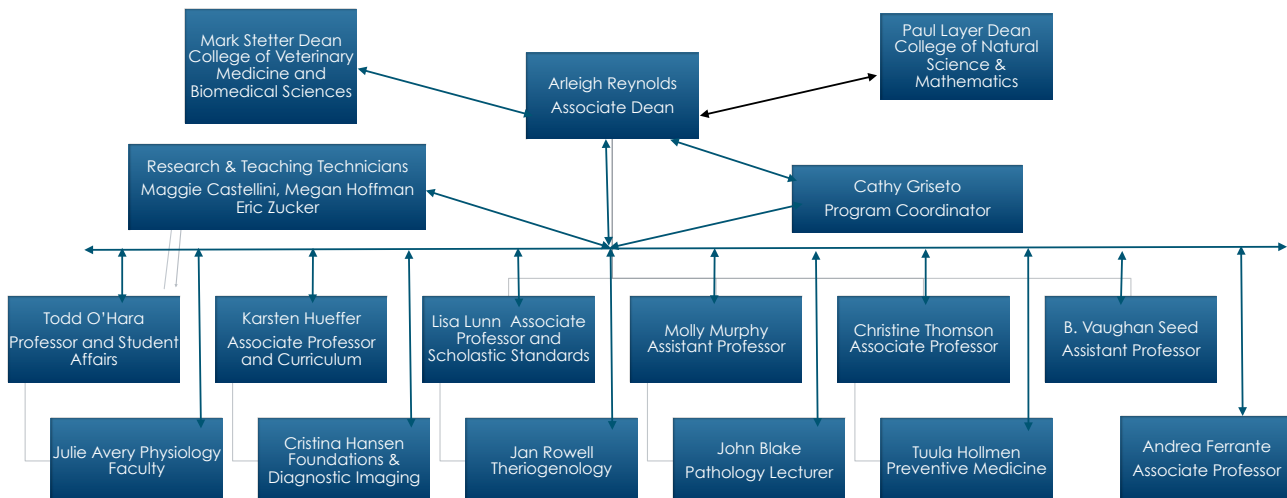 Mark Stetter Dean
College of Veterinary
Medicine and
Biomedical Sciences
Arleigh Reynolds
Associate Dean
Paul Layer Dean
College of Natural
Science &
Mathematics
Research & Teaching Technicians
Maggie Castellini, Megan Hoffman
Eric Zucker
Cathy Griseto
Program Coordinator
Todd O’Hara
Professor and Student
Affairs
Karsten Hueffer
Associate Professor
and Curriculum
Lisa Lunn Associate
Professor and
Scholastic Standards
Molly Murphy
Assistant Professor
Christine Thomson
Associate Professor
B. Vaughan Seed
Assistant Professor
Julie Avery Physiology
Faculty
Cristina Hansen
Foundations &
Diagnostic Imaging
Jan Rowell
Theriogenology
John Blake
Pathology Lecturer
Tuula Hollmen
Preventive Medicine
Andrea Ferrante
Associate Professor